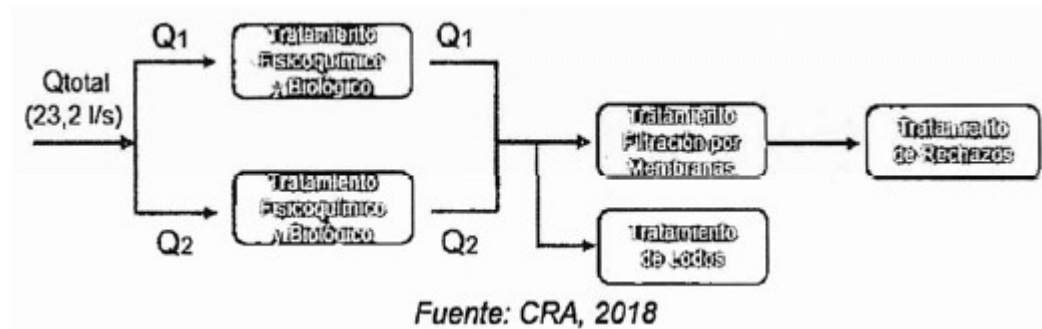 Q1
Tratamiento
Fisicoquímico
y Biológico
Q1
Qtotal
(23,2 l/s)
Tratamiento
Filtración por
Membranas
Tratamiento
de Rechazos
Q2
Tratamiento
Fisicoquímico
y Biológico
Q2
Tratamiento
de Lodos
Fuente: CRA, 2018